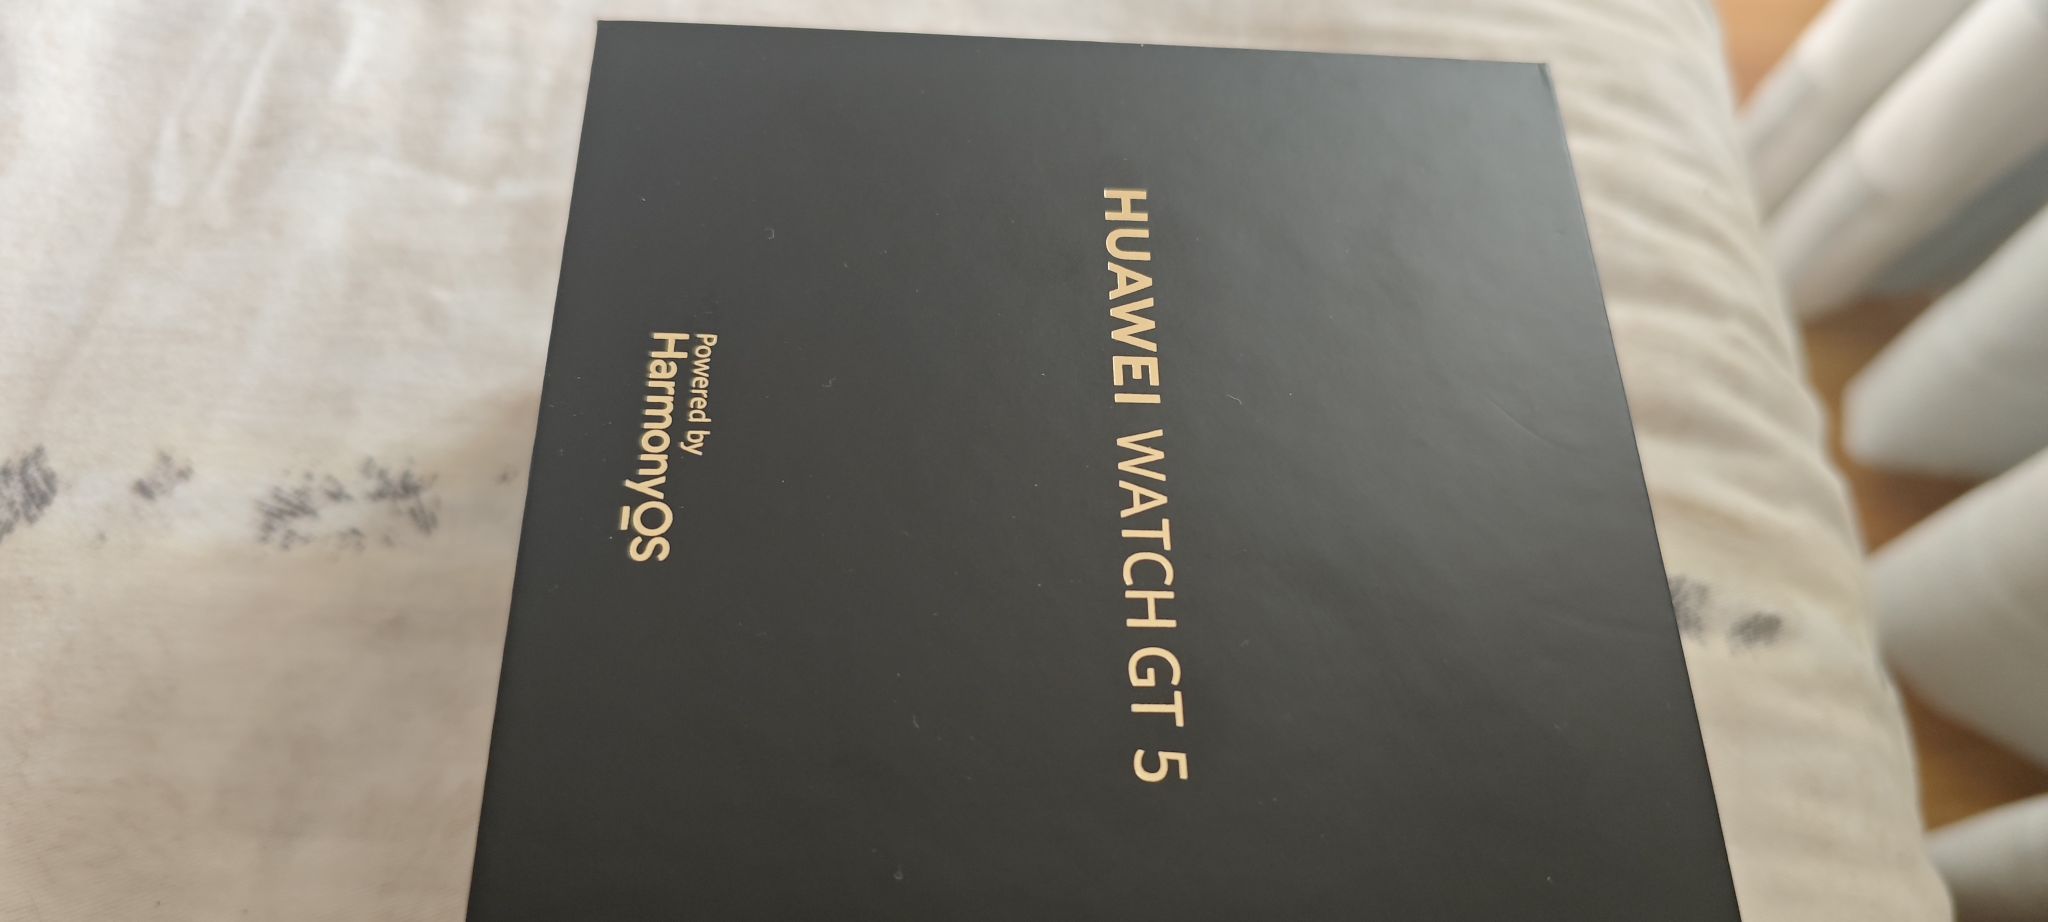 HUAWEI WATCH GT 5
Powered by
HarmonyOS